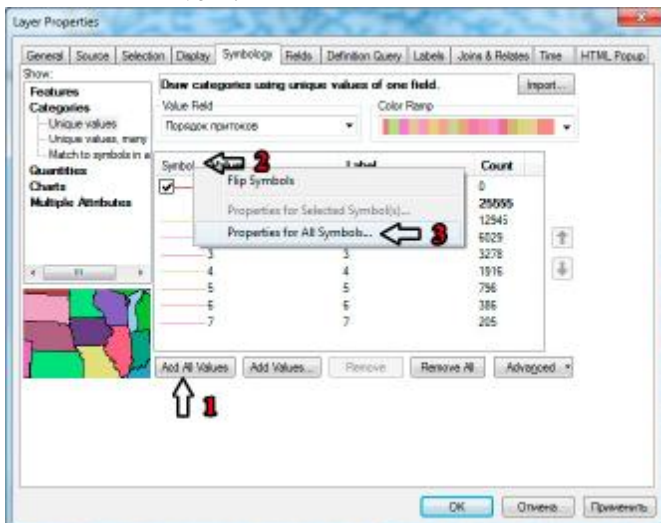 Layer Properties
General Source Selection Display Symbology Fields Definition Query Labels Joins & Relates Time HTML Popup
Show:
Features
Categories
Unique values
Unique values, many
Match to symbols in a
Quantities
Charts
Multiple Attributes
Draw categories using unique values of one field.
Import...
Value Field
Color Ramp
Порядок притоков
Symbol 2 Label Count
Flip Symbols
0
Properties for Selected Symbol(s)...
25555
12945
Properties for All Symbols... 3
6029
3 3 3278
4 4 1916
5 5 796
6 6 386
7 7 205
Add All Values Add Values... Remove Remove All Advanced
1
OK Отмена Применить